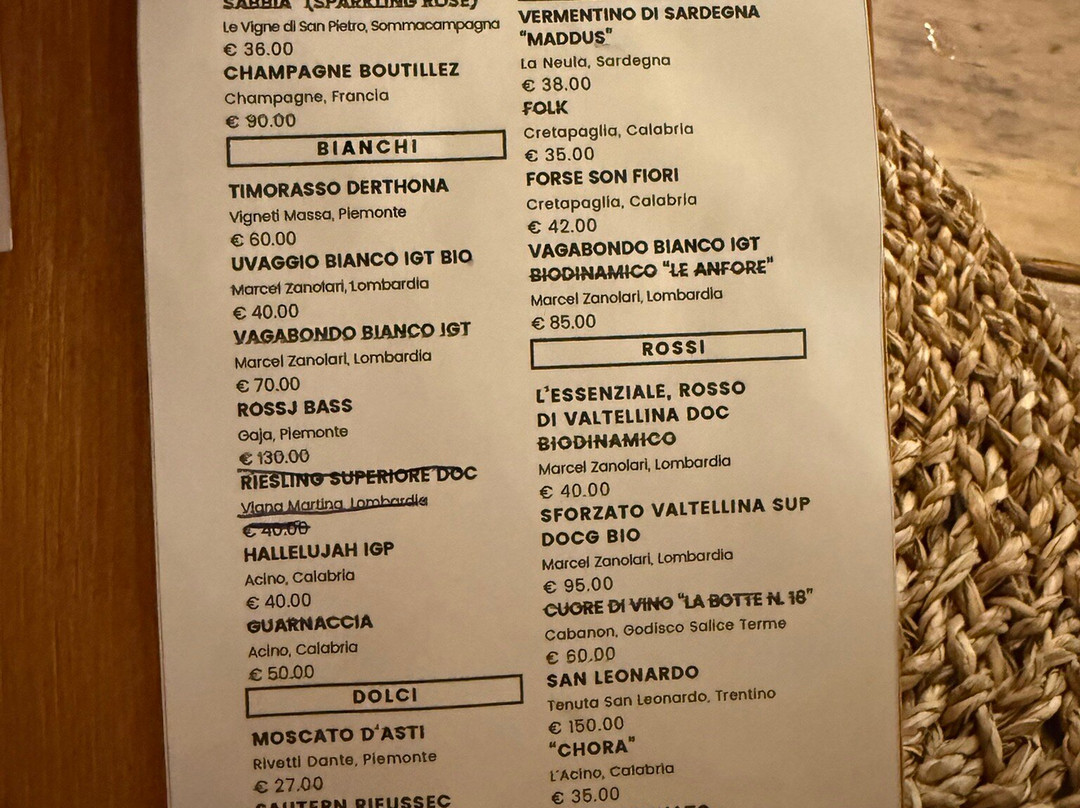 SABBIA (SPARKLING ROSÉ)
Le Vigne di San Pietro, Sommacampagna
€ 36.00
CHAMPAGNE BOUTILLEZ
Champagne, Francia
€ 90.00
BIANCHI
TIMORASSO DERTHONA
Vigneti Massa, Piemonte
€ 60.00
UVAGGIO BIANCO IGT BIO
Marcel Zanolari, Lombardia
€ 40.00
VAGABONDO BIANCO IGT
Marcel Zanolari, Lombardia
€ 70.00
ROSSJ BASS
Gaja, Piemonte
€ 130.00
RIESLING SUPERIORE DOC
Viana Martina, Lombardia
€ 40.00
HALLELUJAH IGP
Acino, Calabria
€ 40.00
GUARNACCIA
Acino, Calabria
€ 50.00
DOLCI
MOSCATO D'ASTI
Rivetti Dante, Piemonte
€ 27.00
SAUTERN RIEUSSEC
VERMENTINO DI SARDEGNA
"MADDUS"
La Neula, Sardegna
€ 38.00
FOLK
Cretapaglia, Calabria
€ 35.00
FORSE SON FIORI
Cretapaglia, Calabria
€ 42.00
VAGABONDO BIANCO IGT
BIODINAMICO "LE ANFORE"
Marcel Zanolari, Lombardia
€ 85.00
ROSSI
L'ESSENZIALE, ROSSO
DI VALTELLINA DOC
BIODINAMICO
Marcel Zanolari, Lombardia
€ 40.00
SFORZATO VALTELLINA SUP
DOCG BIO
Marcel Zanolari, Lombardia
€ 95.00
CUORE DI VINO "LA BOTTE N. 18"
Cabanon, Godisco Salice Terme
€ 60.00
SAN LEONARDO
Tenuta San Leonardo, Trentino
€ 150.00
"CHORA"
L'Acino, Calabria
€ 35.00